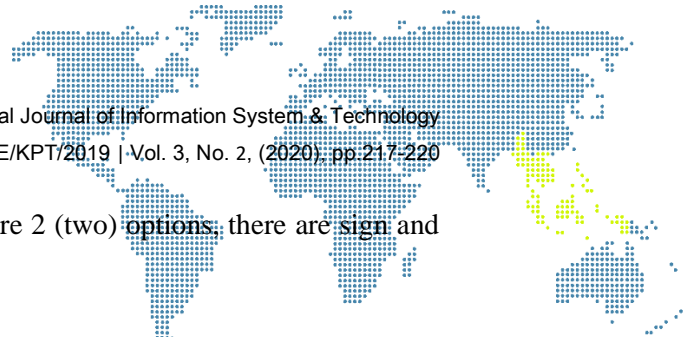 al Journal of Information System & Technology
E/KPT/2019 | Vol. 3, No. 2, (2020), pp.217-220
re 2 (two) options, there are sign and